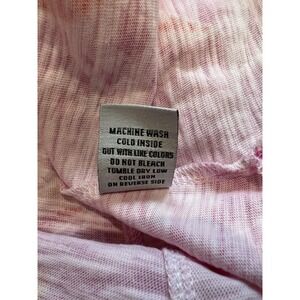 MACHINE WASH
COLD INSIDE
OUT WITH LIKE COLORS
DO NOT BLEACH
TUMBLE DRY LOW
COOL IRON
ON REVERSE SIDE